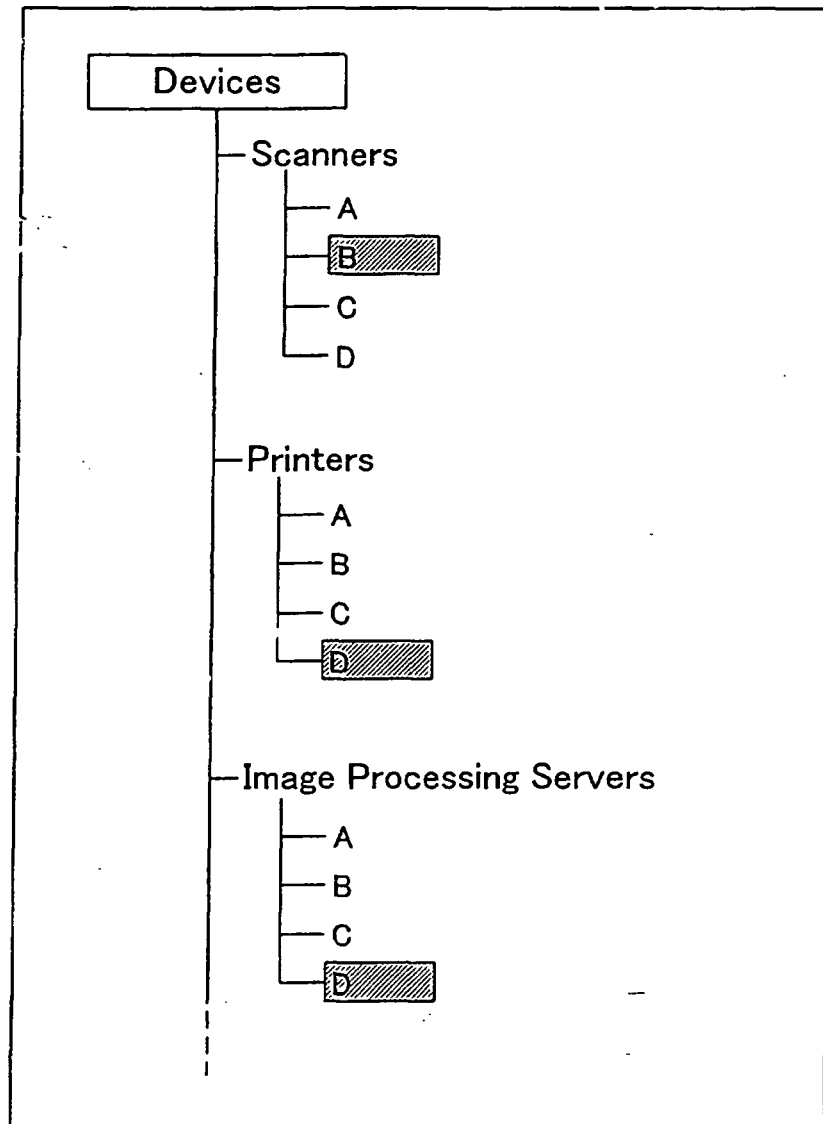 Devices
Scanners
A
B
C
D
Printers
A
B
C
D
Image Processing Servers
A
B
C
D